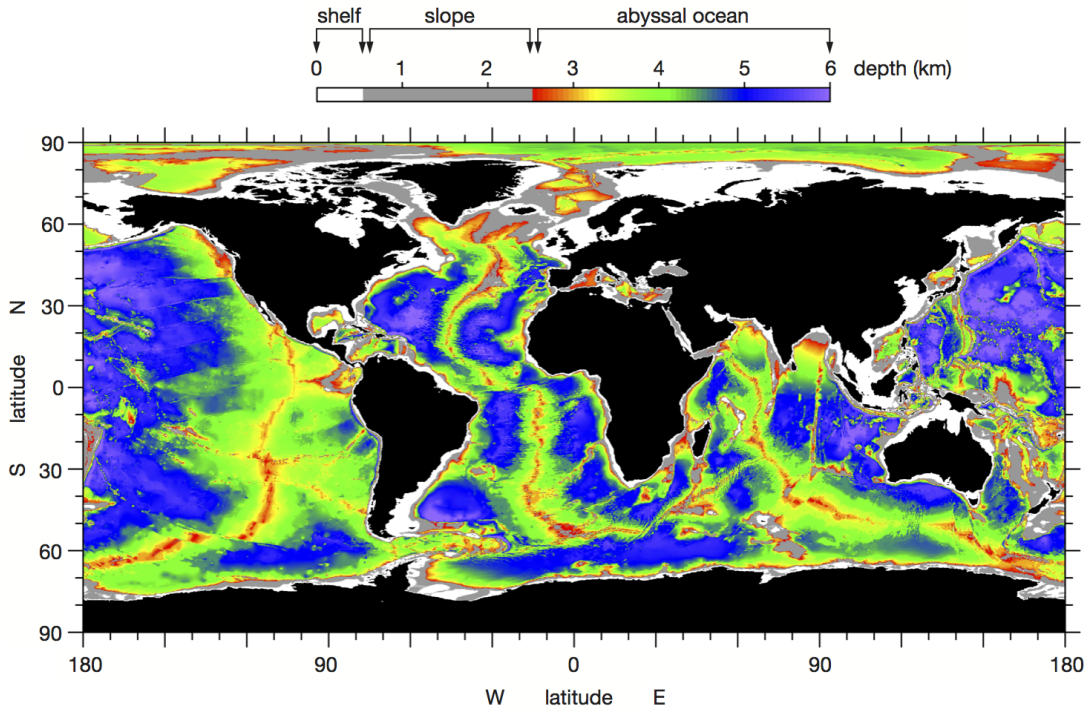 shelf slope abyssal ocean
0 1 2 3 4 5 6 depth (km)
90
60
N
30
latitude
0
S
30
60
90
180 90 0 90 180
W latitude E